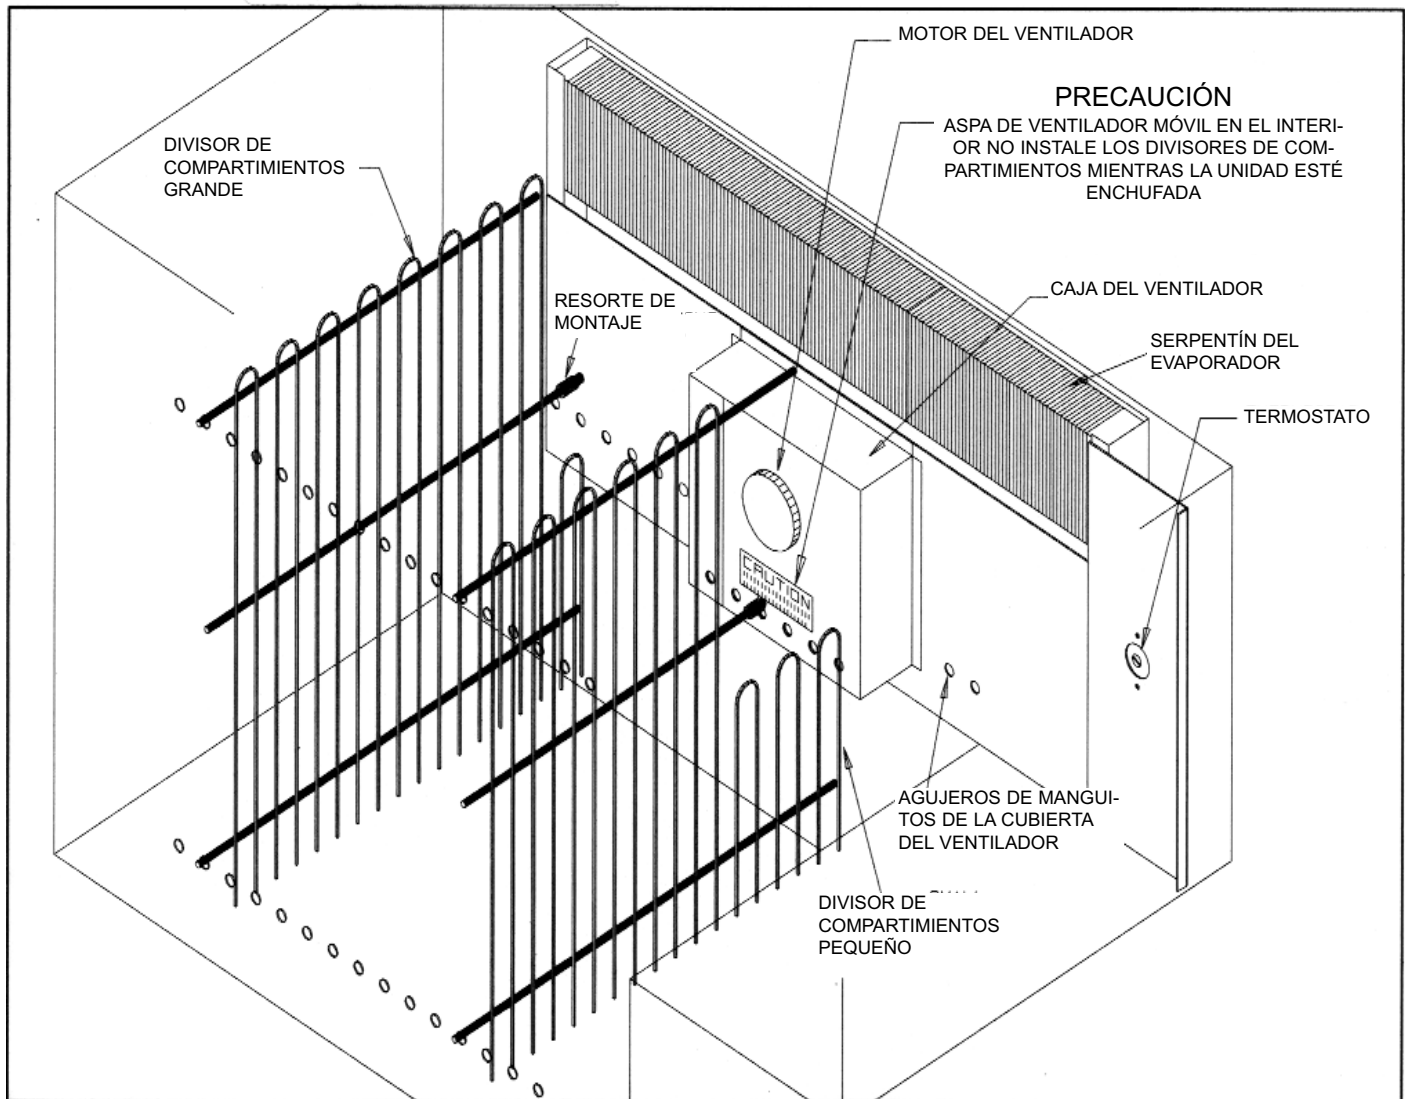 MOTOR DEL VENTILADOR
PRECAUCIÓN
ASPA DE VENTILADOR MÓVIL EN EL INTERI-
OR NO INSTALE LOS DIVISORES DE COM-
PARTIMIENTOS MIENTRAS LA UNIDAD ESTÉ
ENCHUFADA
DIVISOR DE
COMPARTIMIENTOS
GRANDE
RESORTE DE
MONTAJE
CAJA DEL VENTILADOR
SERPENTÍN DEL
EVAPORADOR
TERMOSTATO
CAUTION
AGUJEROS DE MANGUI-
TOS DE LA CUBIERTA
DEL VENTILADOR
DIVISOR DE
COMPARTIMIENTOS
PEQUEÑO